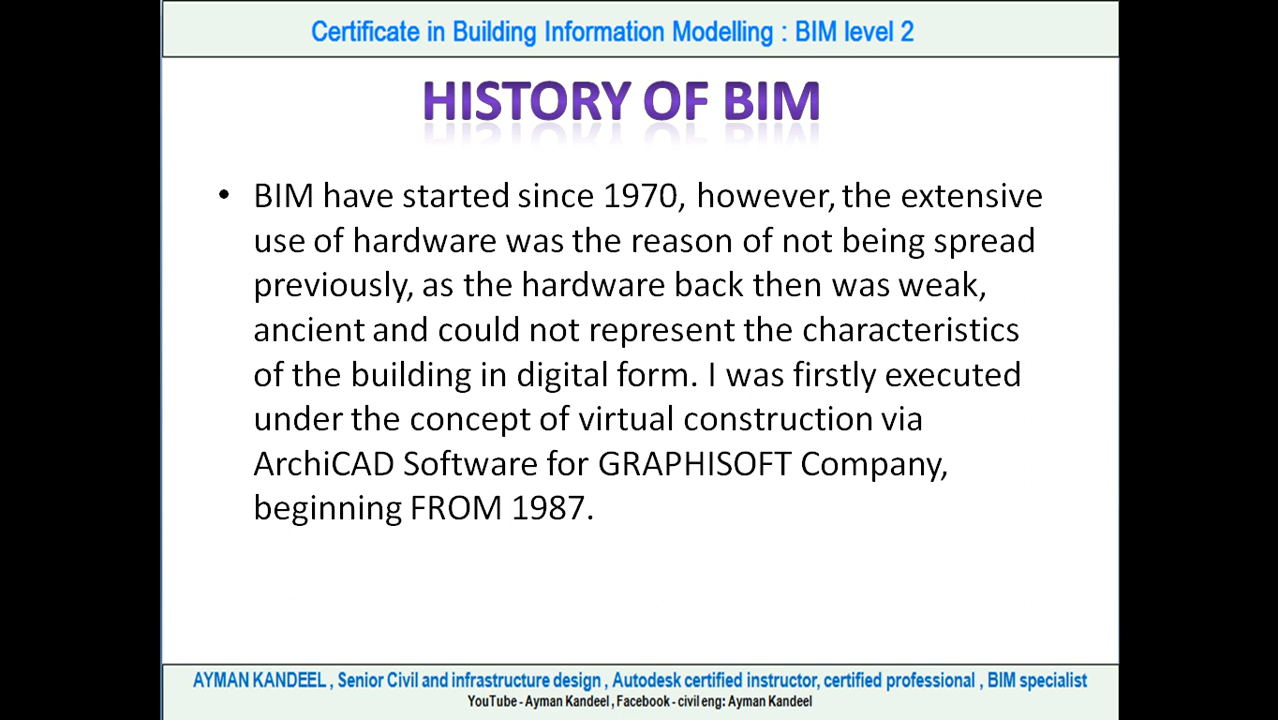 Certificate in Building Information Modelling : BIM level 2
HISTORY OF BIM
• BIM have started since 1970, however, the extensive
use of hardware was the reason of not being spread
previously, as the hardware back then was weak,
ancient and could not represent the characteristics
of the building in digital form. I was firstly executed
under the concept of virtual construction via
ArchiCAD Software for GRAPHISOFT Company,
beginning FROM 1987.
AYMAN KANDEEL , Senior Civil and infrastructure design , Autodesk certified instructor, certified professional , BIM specialist
YouTube - Ayman Kandeel , Facebook - civil eng: Ayman Kandeel